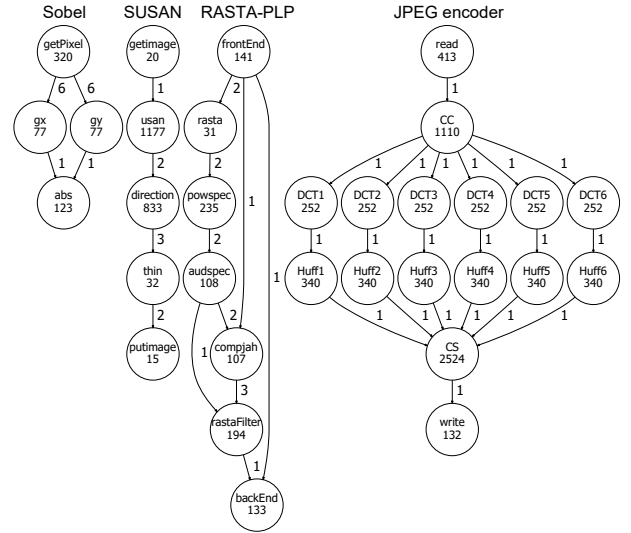 Sobel SUSAN RASTA-PLP JPEG encoder
getPixel
320
getimage
20
frontEnd
141
read
413
6 6 1 2 1
gx
77
gy
77
usan
1177
rasta
31
CC
1110
1 1 2 2 1 1 1 1 1 1
abs
123
direction
833
powspec
235
1
DCT1
252
DCT2
252
DCT3
252
DCT4
252
DCT5
252
DCT6
252
3 2 1 1 1 1 1 1
thin
32
audspec
108
1
Huff1
340
Huff2
340
Huff3
340
Huff4
340
Huff5
340
Huff6
340
2 2 1 1 1 1 1 1
putimage
15
1
compjah
107
CS
2524
3 1
rastaFilter
194
write
132
1
backEnd
133